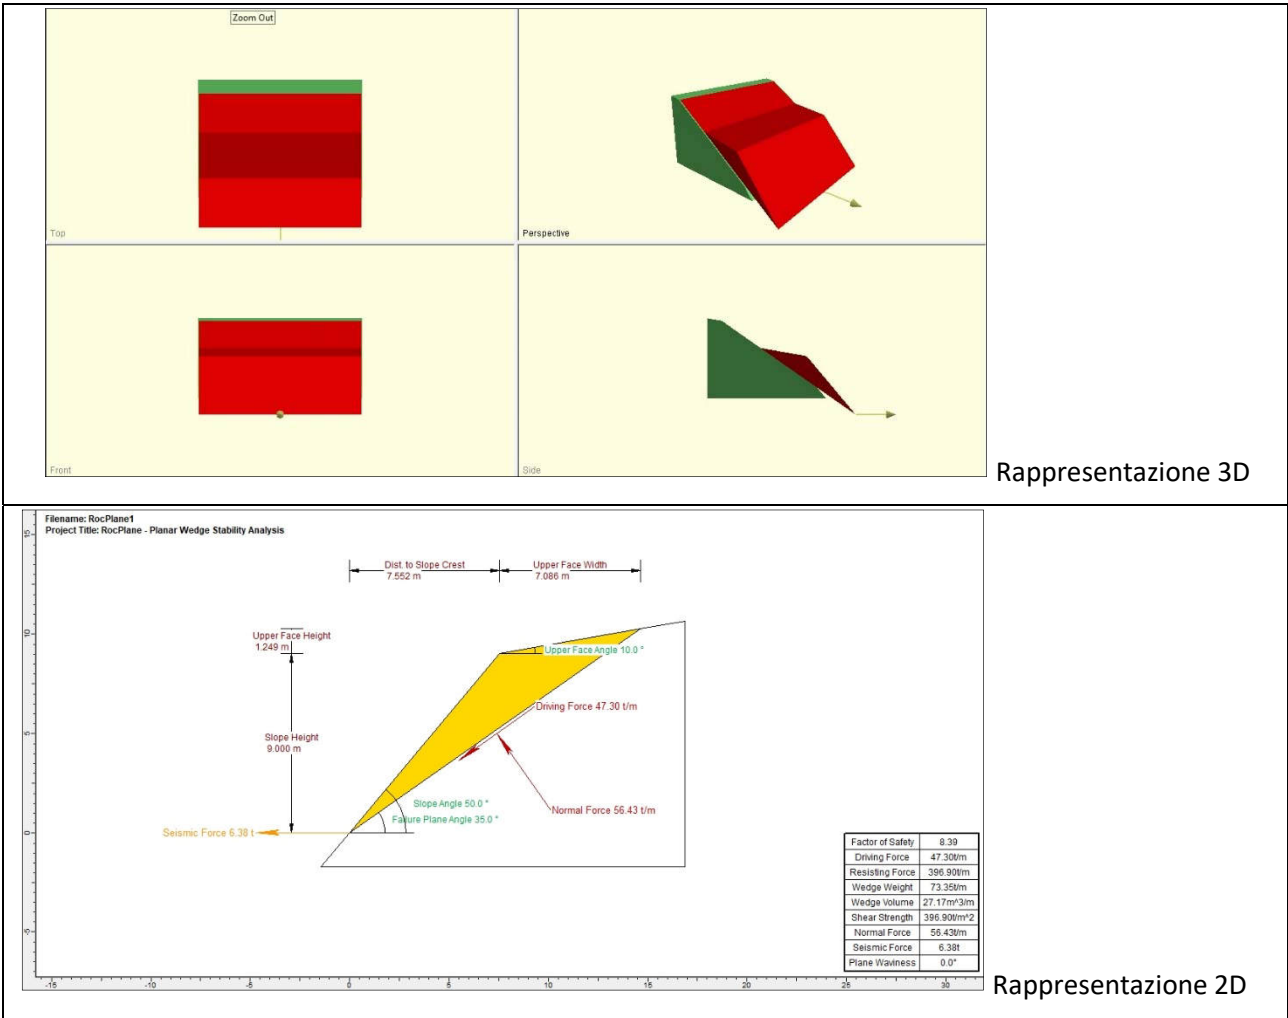 Zoom Out
Top
Perspective
Front
Side
Rappresentazione 3D
Filename: RocPlane1
Project Title: RocPlane - Planar Wedge Stability Analysis
Dist. to Slope Crest
7.552 m
Upper Face Width
7.086 m
Upper Face Height
1.249 m
Upper Face Angle 10.0 °
Driving Force 47.30 t/m
Slope Height
9.000 m
Slope Angle 50.0 °
Failure Plane Angle 35.0 °
Normal Force 56.43 t/m
Seismic Force 6.38 t
Factor of Safety 8.39
Driving Force 47.30t/m
Resisting Force 396.90t/m
Wedge Weight 73.35t/m
Wedge Volume 27.17m^3/m
Shear Strength 396.90t/m^2
Normal Force 56.43t/m
Seismic Force 6.38t
Plane Waviness 0.0°
15
10
5
0
-5
-15 -10 -5 0 5 10 15 20 25 30
Rappresentazione 2D